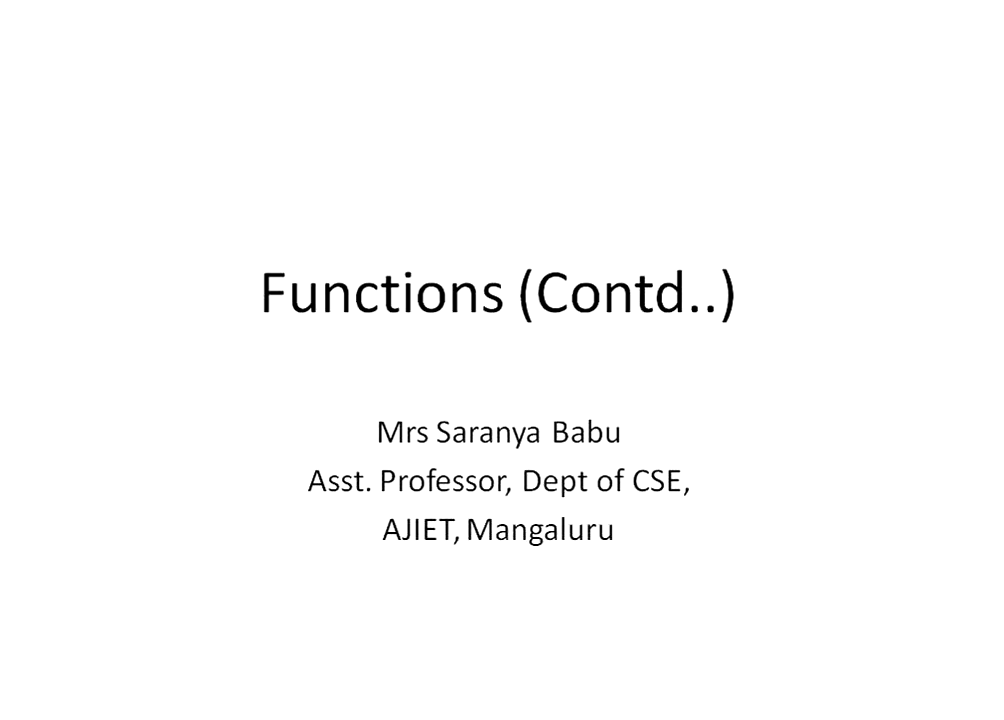 Functions (Contd..)
Mrs Saranya Babu
Asst. Professor, Dept of CSE,
AJIET, Mangaluru